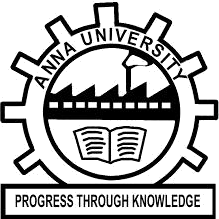 ANNA UNIVERSITY
PROGRESS THROUGH KNOWLEDGE